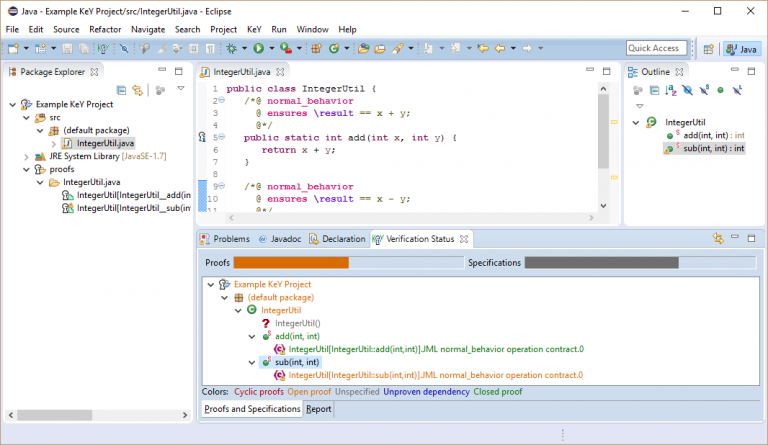 Java - Example KeY Project/src/IntegerUtil.java - Eclipse
File Edit Source Refactor Navigate Search Project KeY Run Window Help
Quick Access
Java
Package Explorer
Example KeY Project
src
(default package)
IntegerUtil.java
JRE System Library [JavaSE-1.7]
proofs
IntegerUtil.java
IntegerUtil[IntegerUtil__add(in
IntegerUtil[IntegerUtil__sub(in
IntegerUtil.java
1 public class IntegerUtil {
2 /*@ normal_behavior
3 @ ensures \result == x + y;
4 @*/
5 public static int add(int x, int y) {
6 return x + y;
7 }
8
9 /*@ normal_behavior
10 @ ensures \result == x - y;
11 @*/
Outline
IntegerUtil
add(int, int) : int
sub(int, int) : int
Problems Javadoc Declaration Verification Status
Proofs Specifications
Example KeY Project
(default package)
IntegerUtil
IntegerUtil()
add(int, int)
IntegerUtil[IntegerUtil::add(int,int)].JML normal_behavior operation contract.0
sub(int, int)
IntegerUtil[IntegerUtil::sub(int,int)].JML normal_behavior operation contract.0
Colors: Cyclic proofs Open proof Unspecified Unproven dependency Closed proof
Proofs and Specifications Report